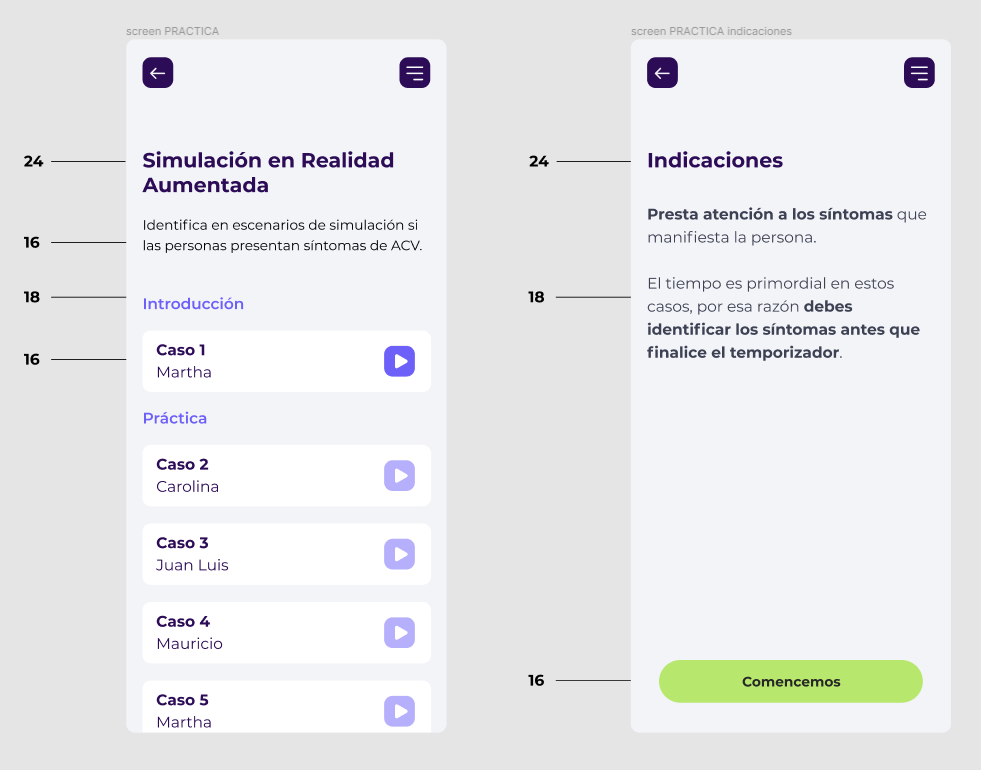 screen PRACTICA
24
Simulación en Realidad
Aumentada
16
Identifica en escenarios de simulación si
las personas presentan síntomas de ACV.
18
Introducción
16
Caso 1
Martha
Práctica
Caso 2
Carolina
Caso 3
Juan Luis
Caso 4
Mauricio
Caso 5
Martha
screen PRACTICA indicaciones
24
Indicaciones
Presta atención a los síntomas que
manifiesta la persona.
18
El tiempo es primordial en estos
casos, por esa razón debes
identificar los síntomas antes que
finalice el temporizador.
16
Comencemos